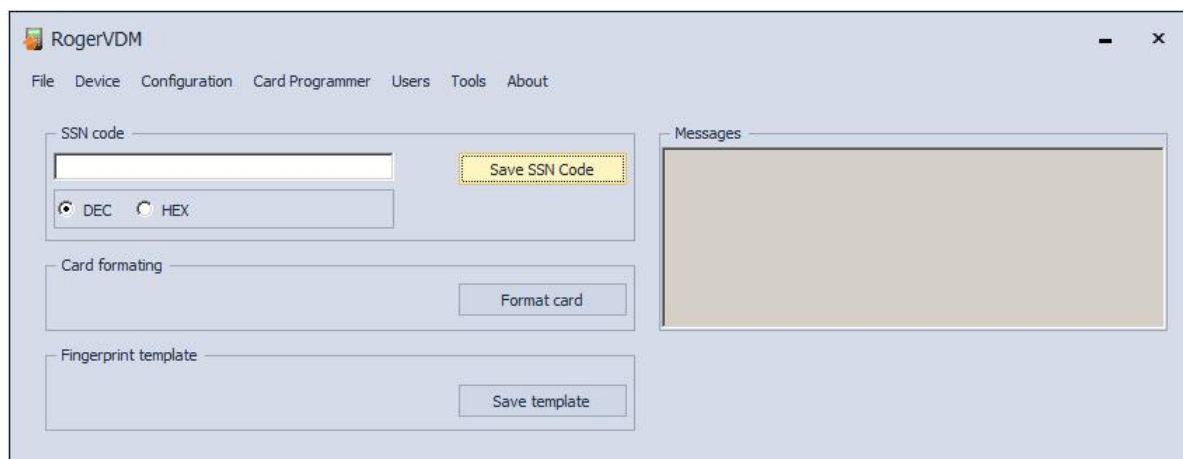 RogerVDM
File Device Configuration Card Programmer Users Tools About
SSN code
Save SSN Code
DEC HEX
Card formating
Format card
Fingerprint template
Save template
Messages